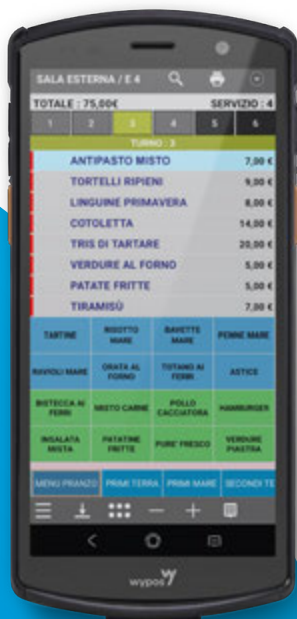 SALA ESTERNA / E 4
TOTALE : 75,00€ SERVIZIO : 4
1 2 3 4 5 6
TURNO : 3
ANTIPASTO MISTO 7,00 €
TORTELLI RIPIENI 9,00 €
LINGUINE PRIMAVERA 8,00 €
COTOLETTA 14,00 €
TRIS DI TARTARE 20,00 €
VERDURE AL FORNO 5,00 €
PATATE FRITTE 5,00 €
TIRAMISÙ 7,00 €
TARTINE RISOTTO MARE BAVETTE MARE PENNE MARE
RAVIOLI MARE ORATA AL FORNO TOTANO AI FERRI ASTICE
BISTECCA AI FERRI MISTO CARNE POLLO CACCIATORA HAMBURGER
INSALATA MISTA PATATINE FRITTE PURE' FRESCO VERDURE PIASTRA
MENU PRANZO PRIMI TERRA PRIMI MARE SECONDI TE
wypos